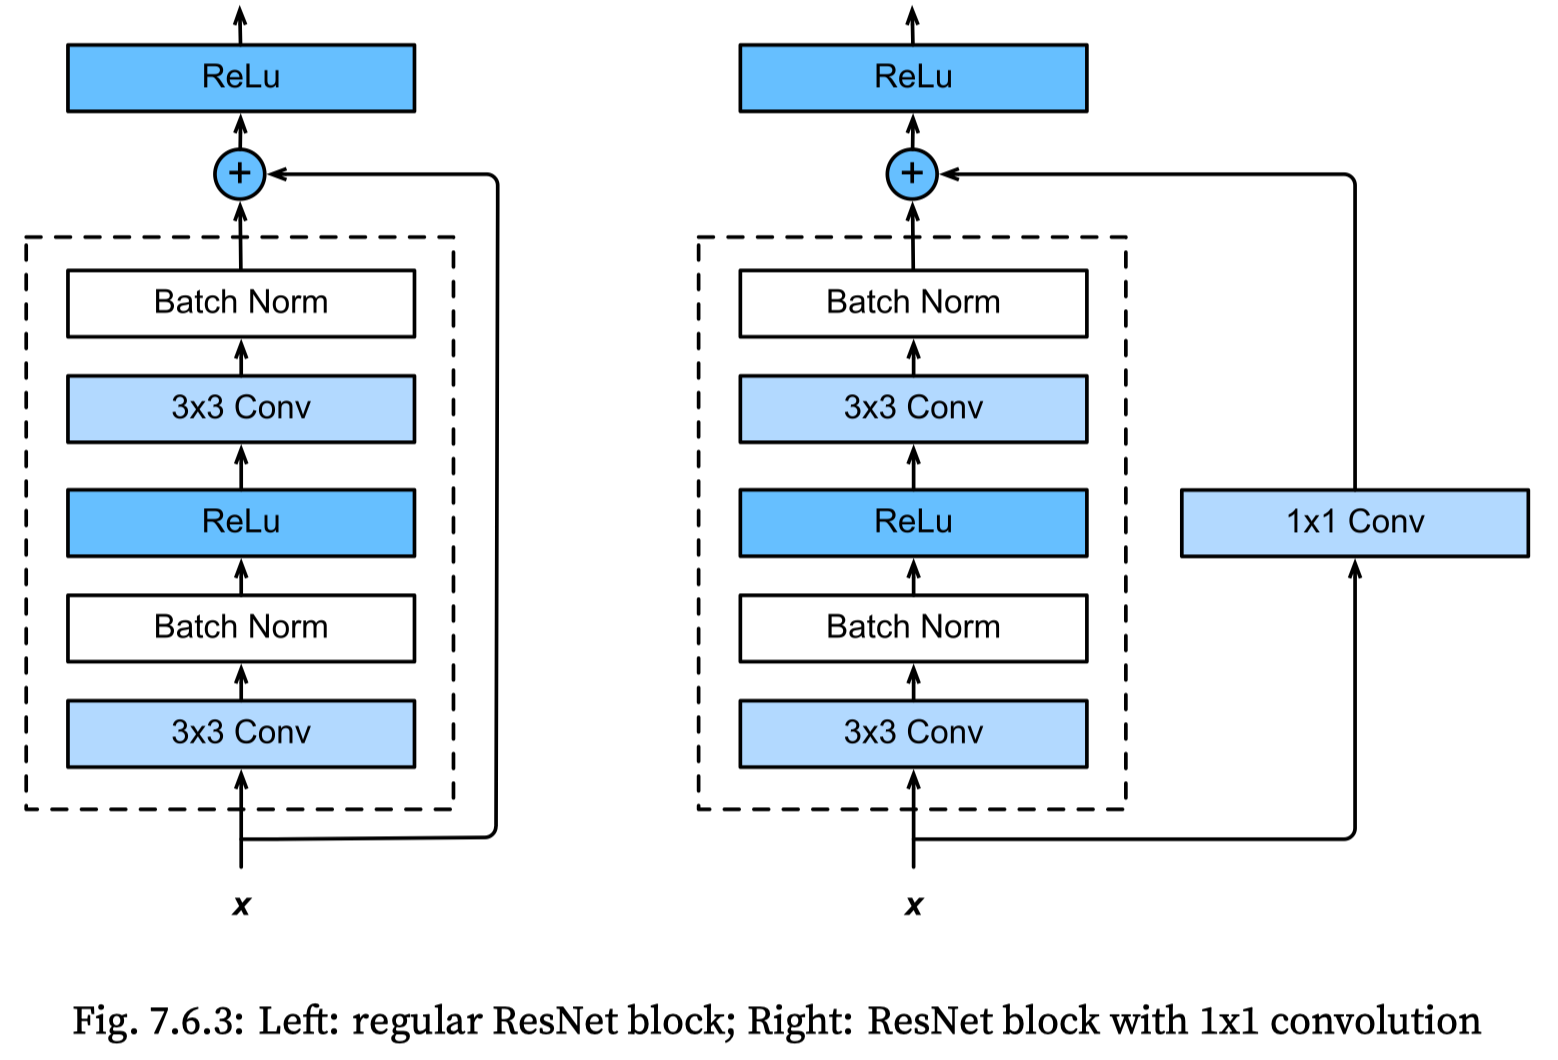 ReLu
+
Batch Norm
3x3 Conv
ReLu
Batch Norm
3x3 Conv
x
ReLu
+
Batch Norm
3x3 Conv
ReLu
Batch Norm
3x3 Conv
x
1x1 Conv
Fig. 7.6.3: Left: regular ResNet block; Right: ResNet block with 1x1 convolution